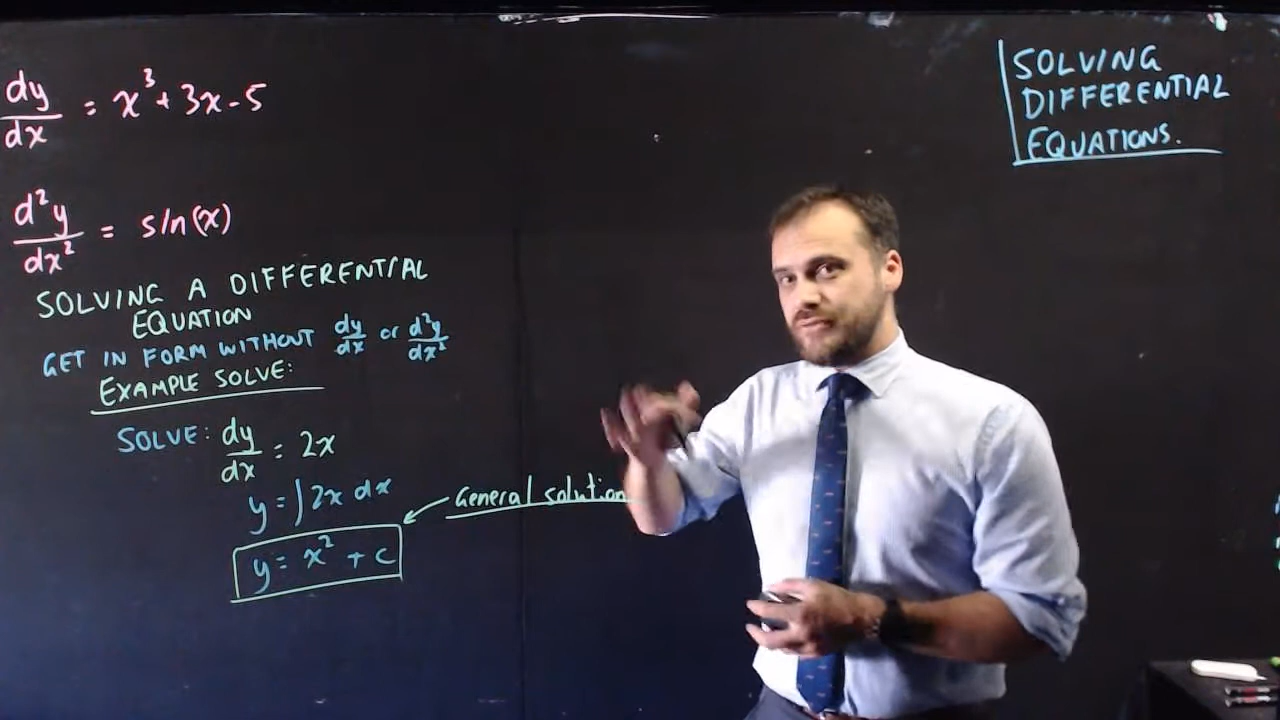 dy/dx = x³ + 3x - 5
d²y/dx² = sin(x)
SOLVING A DIFFERENTIAL
EQUATION
GET IN FORM WITHOUT dy/dx or d²y/dx²
EXAMPLE SOLVE:
SOLVE: dy/dx = 2x
y = ∫2x dx
General solution
y = x² + c
SOLVING
DIFFERENTIAL
EQUATIONS.